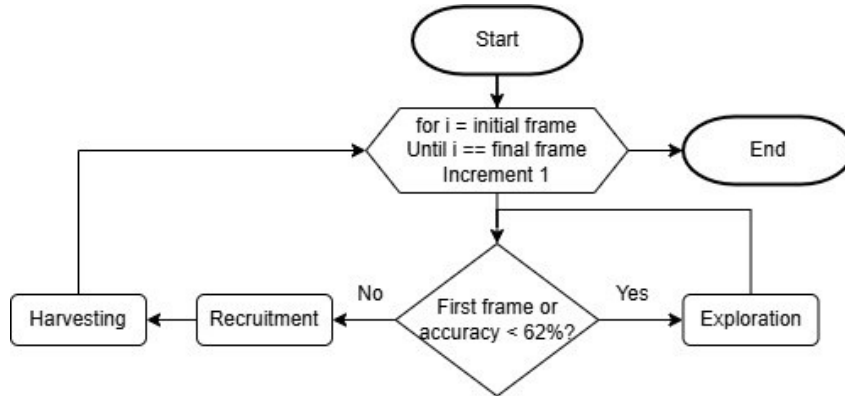 Start
for i = initial frame
Until i == final frame
Increment 1
End
No
Yes
Harvesting
Recruitment
First frame or
accuracy < 62%?
Exploration